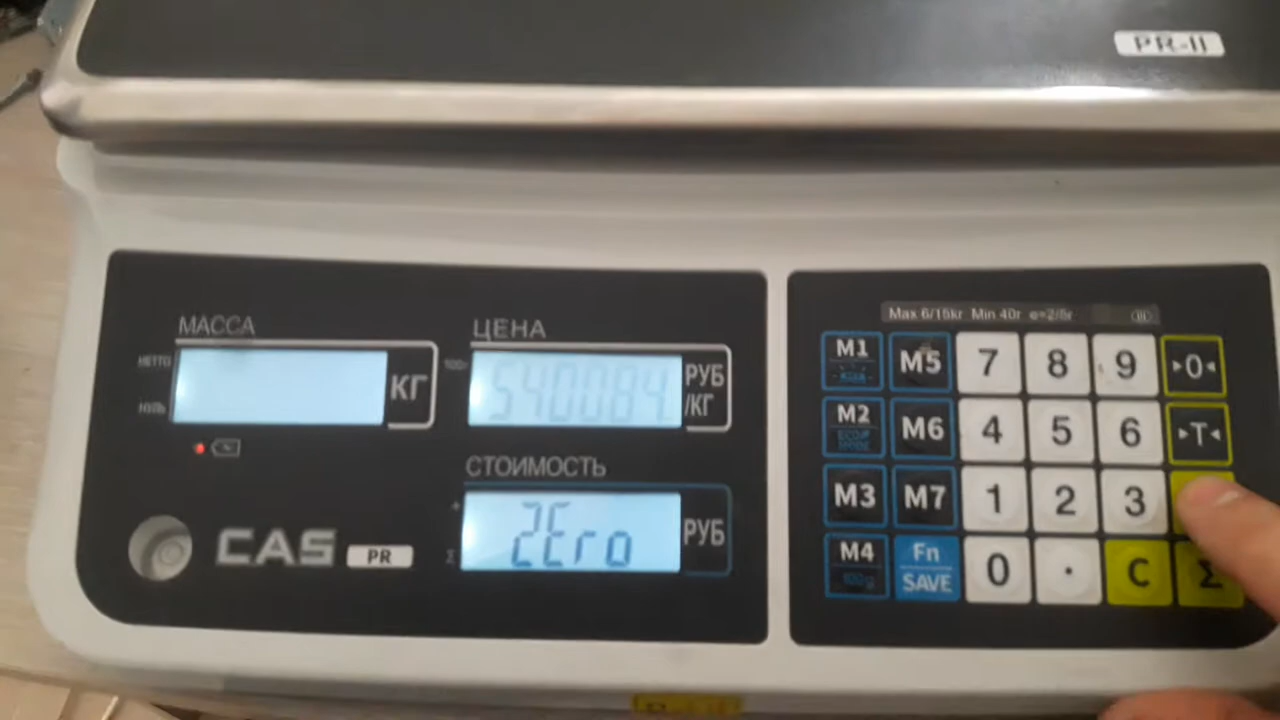 PR-II
МАССА
НЕТТО
НУЛЬ
КГ
ЦЕНА
540084
РУБ
/КГ
СТОИМОСТЬ
ZEro
РУБ
CAS PR
Max 6/15кг Min 40г e=2/5г
M1 M5 7 8 9 ▸0◂
M2 M6 4 5 6 ▸T◂
M3 M7 1 2 3
M4 Fn 0 . C Σ
SAVE